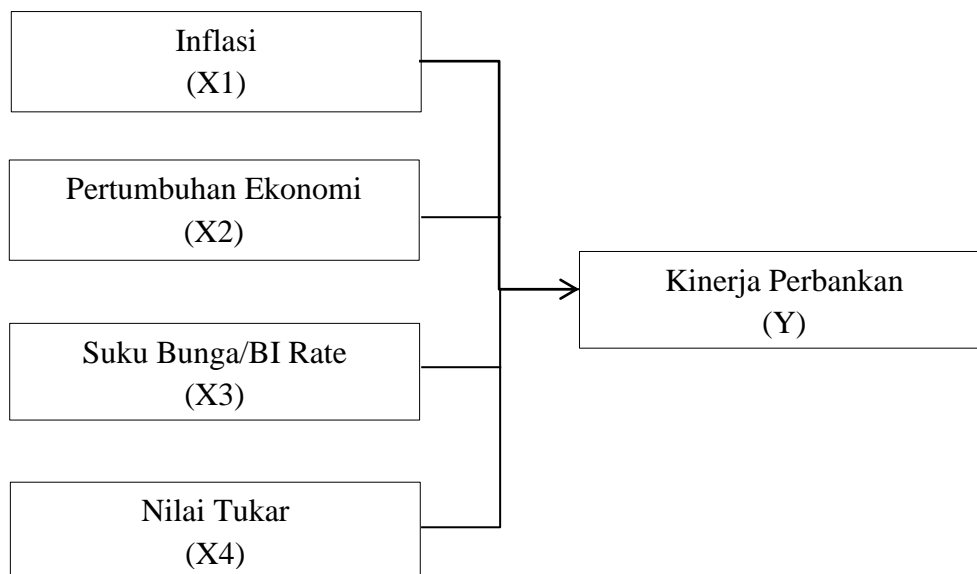 Inflasi
(X1)
Pertumbuhan Ekonomi
(X2)
Suku Bunga/BI Rate
(X3)
Nilai Tukar
(X4)
Kinerja Perbankan
(Y)